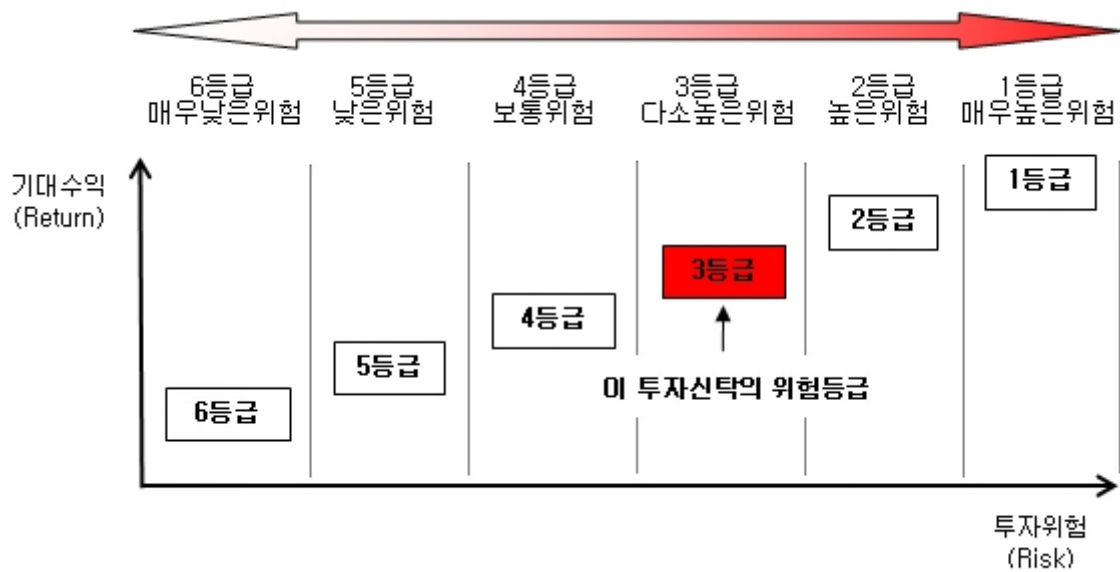 6등급
매우낮은위험
5등급
낮은위험
4등급
보통위험
3등급
다소높은위험
2등급
높은위험
1등급
매우높은위험
기대수익
(Return)
1등급
2등급
3등급
4등급
5등급
6등급
이 투자신탁의 위험등급
투자위험
(Risk)